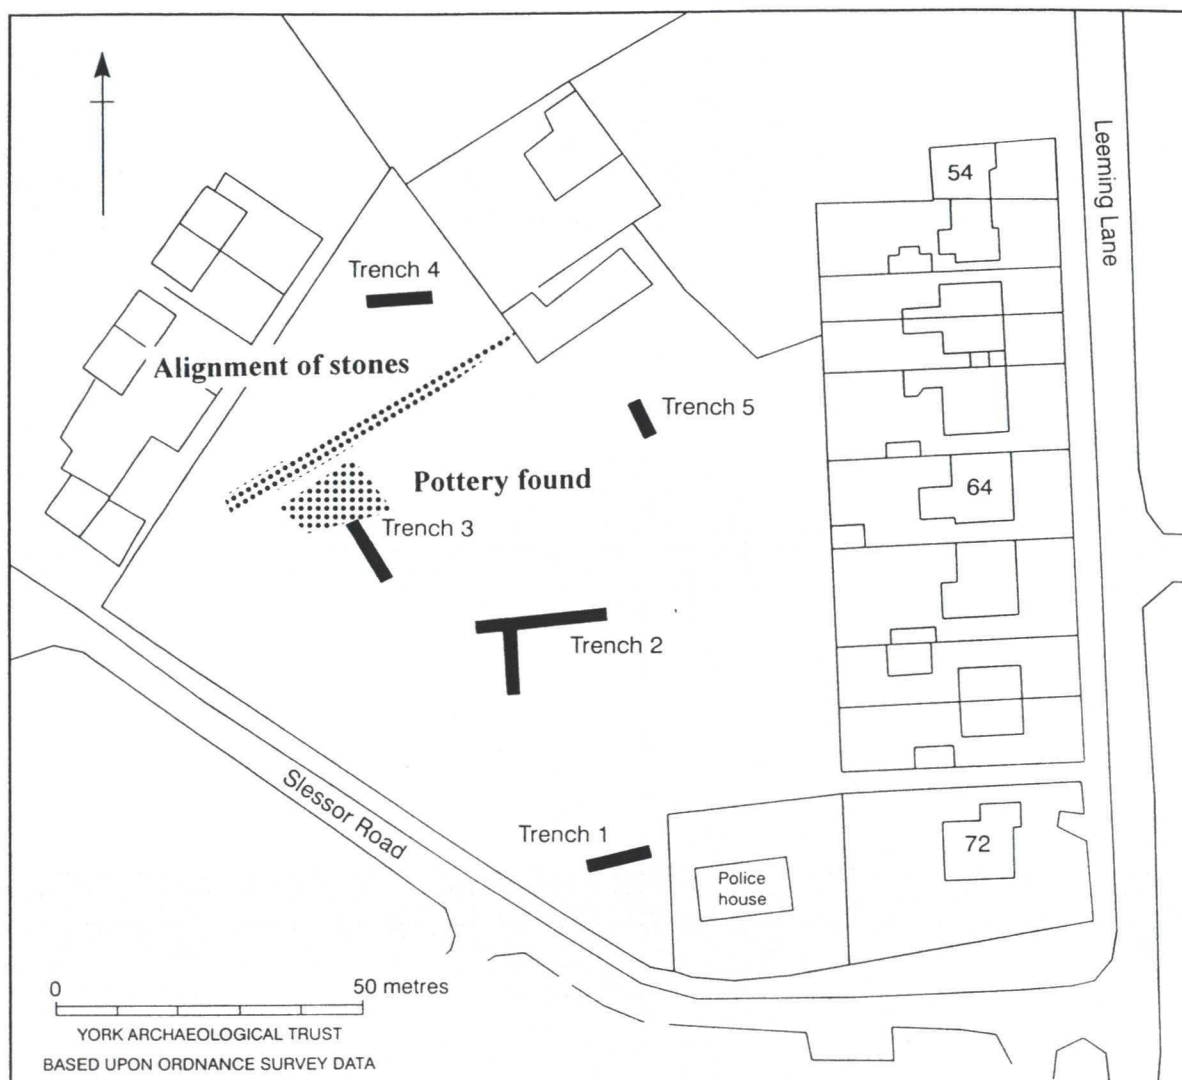 Leeming Lane
54
Trench 4
Alignment of stones
Trench 5
Pottery found
64
Trench 3
Trench 2
Slessor Road
Trench 1
72
Police
house
0 50 metres
YORK ARCHAEOLOGICAL TRUST
BASED UPON ORDNANCE SURVEY DATA